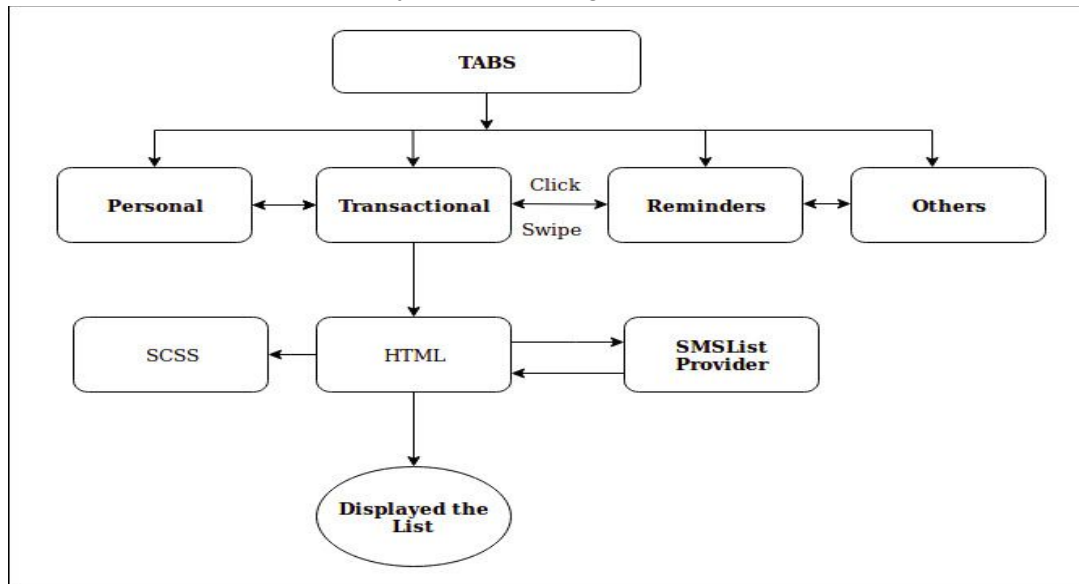 TABS
Click
Personal
Transactional
Reminders
Others
Swipe
SCSS
HTML
SMSList
Provider
Displayed the
List